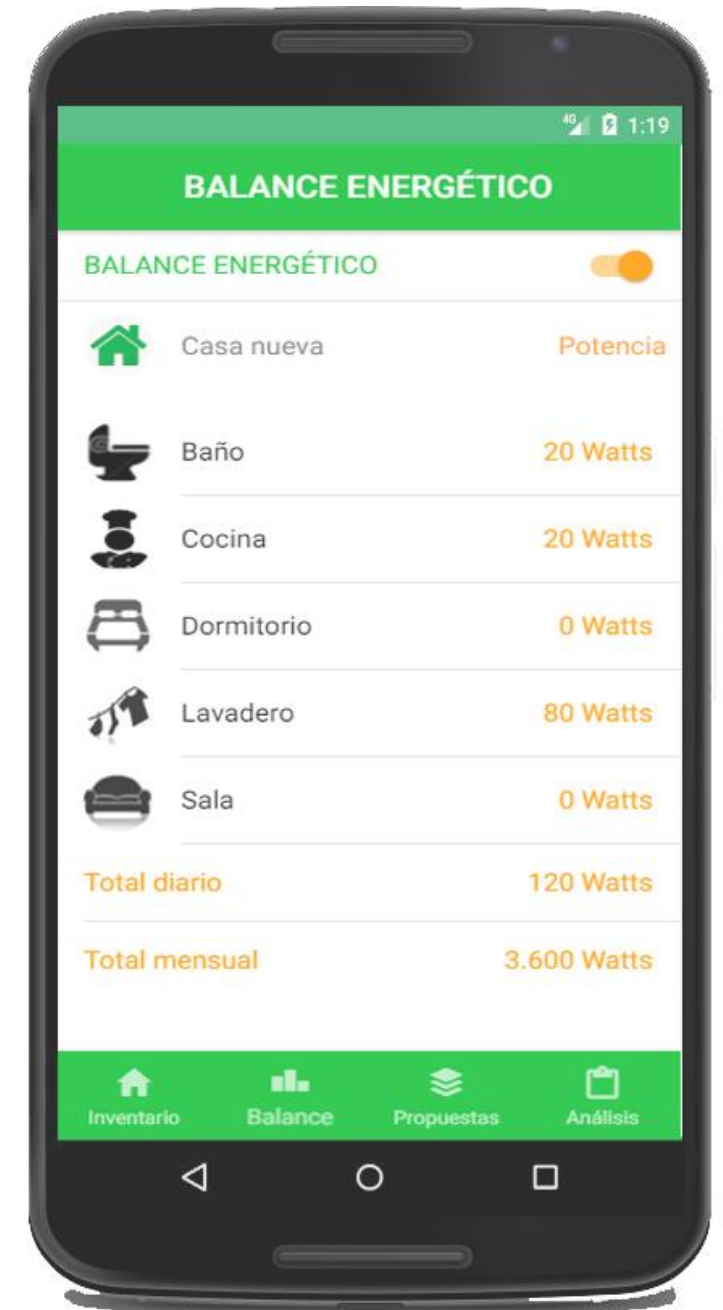 4G 1:19
BALANCE ENERGÉTICO
BALANCE ENERGÉTICO
Casa nueva Potencia
Baño 20 Watts
Cocina 20 Watts
Dormitorio 0 Watts
Lavadero 80 Watts
Sala 0 Watts
Total diario 120 Watts
Total mensual 3.600 Watts
Inventario Balance Propuestas Análisis